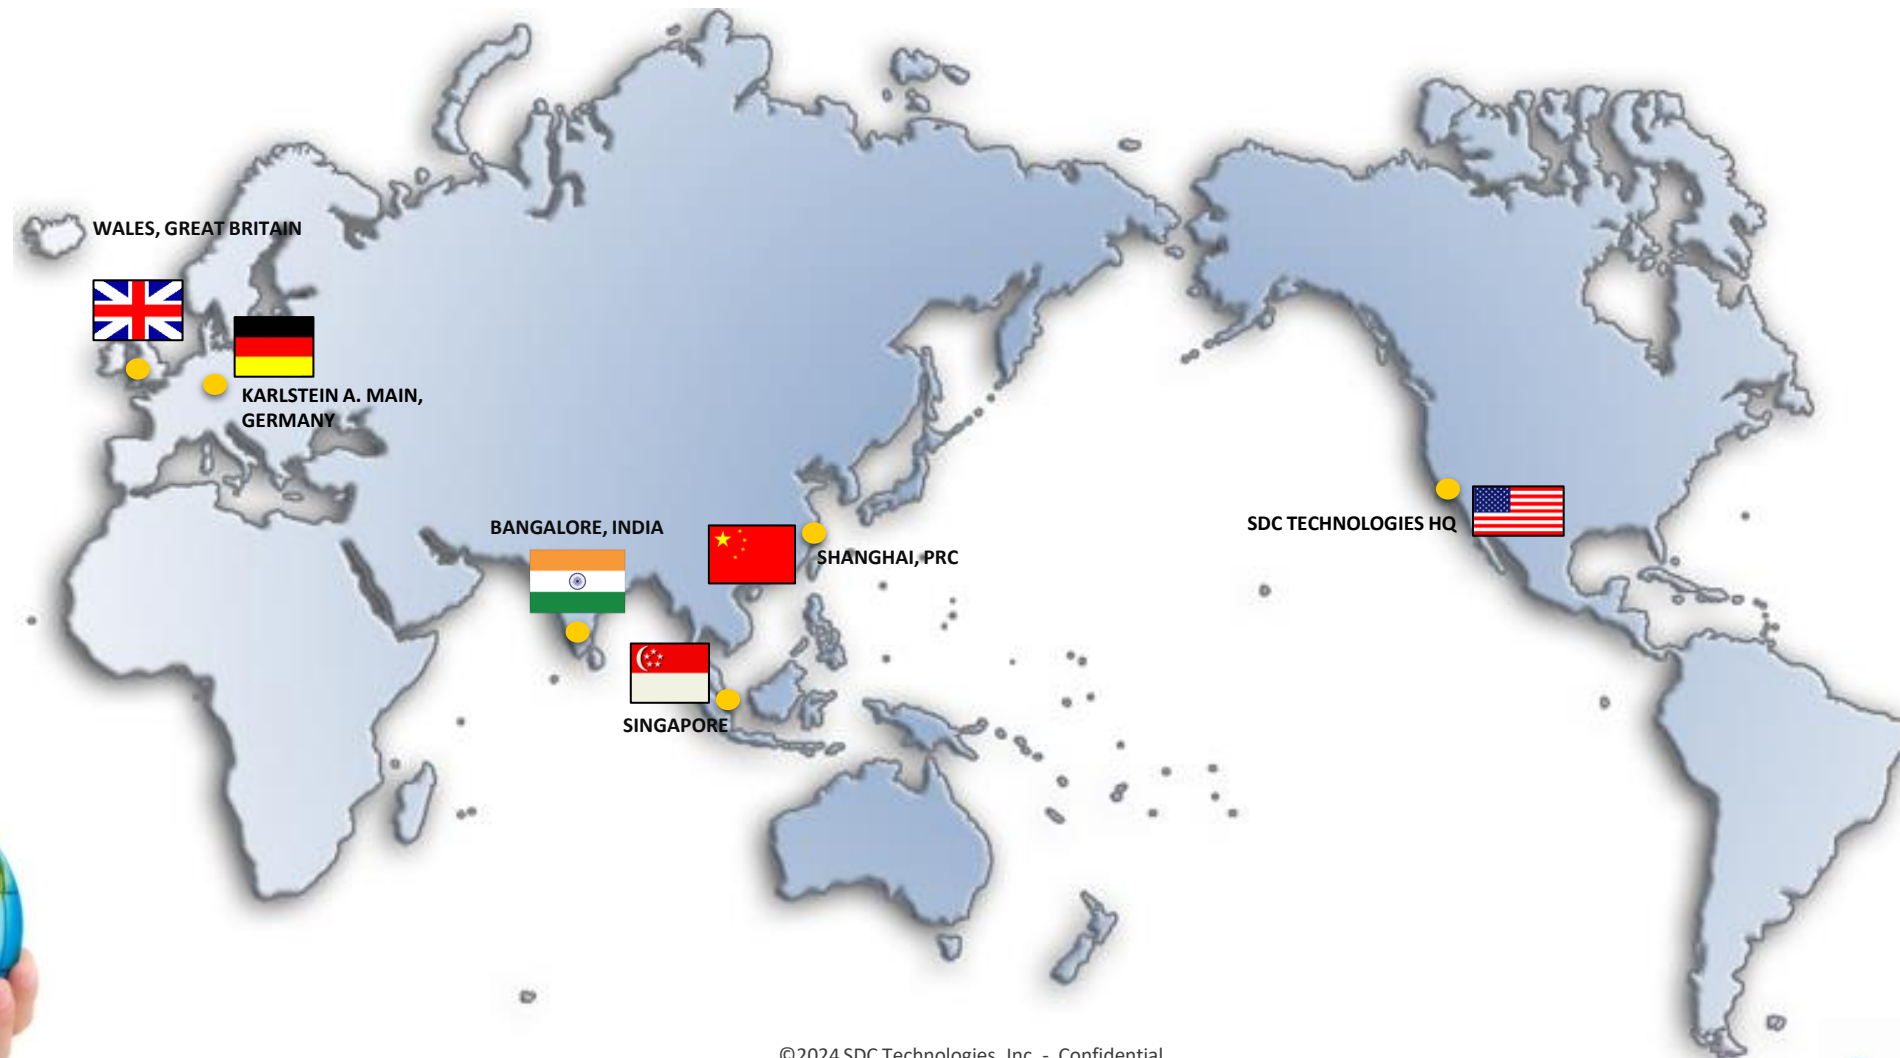 WALES, GREAT BRITAIN
KARLSTEIN A. MAIN,
GERMANY
BANGALORE, INDIA
SHANGHAI, PRC
SDC TECHNOLOGIES HQ
SINGAPORE
©2024 SDC Technologies, Inc. - Confidential